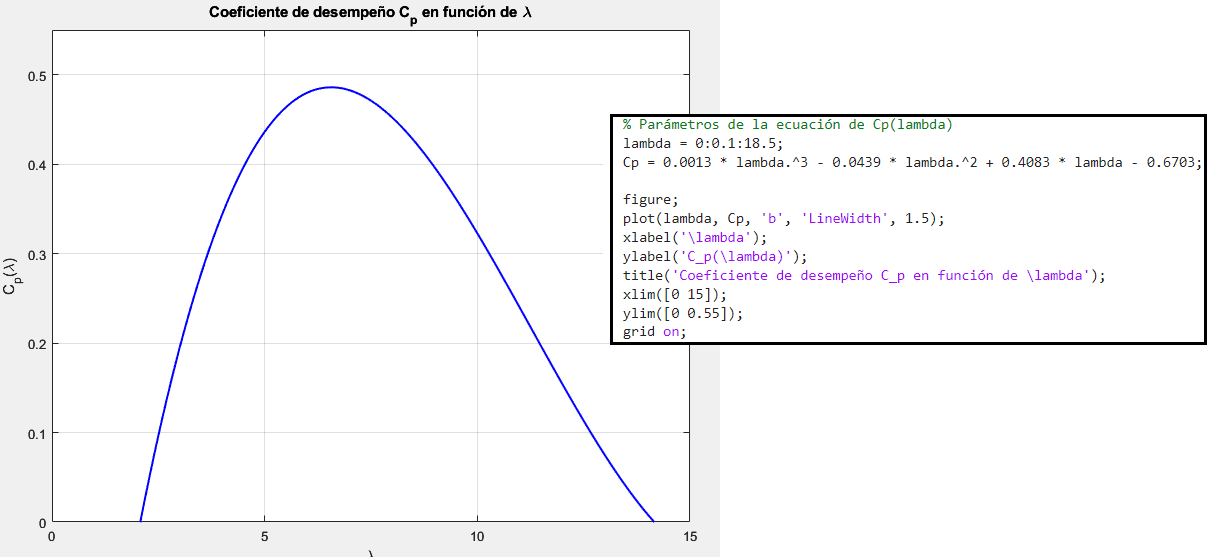 Coeficiente de desempeño C_p en función de λ
0.5
0.4
0.3
0.2
0.1
0
C_p(λ)
0
5
10
15
% Parámetros de la ecuación de Cp(lambda)
lambda = 0:0.1:18.5;
Cp = 0.0013 * lambda.^3 - 0.0439 * lambda.^2 + 0.4083 * lambda - 0.6703;
figure;
plot(lambda, Cp, 'b', 'LineWidth', 1.5);
xlabel('\lambda');
ylabel('C_p(\lambda)');
title('Coeficiente de desempeño C_p en función de \lambda');
xlim([0 15]);
ylim([0 0.55]);
grid on;